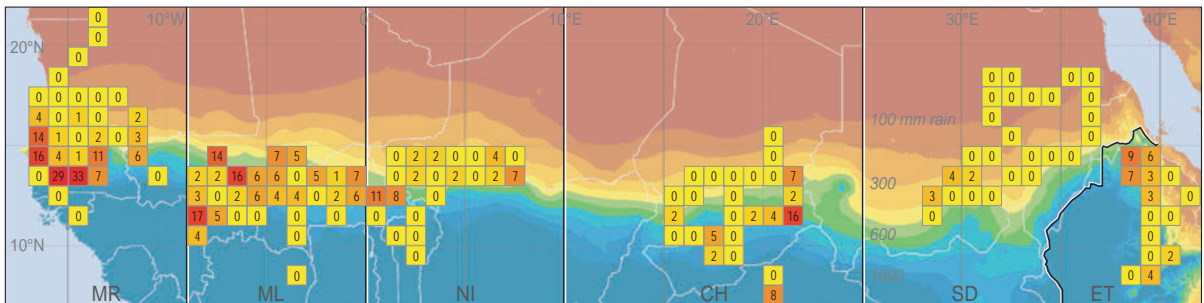 0 10°W 0 10°E 20°E 30°E 40°E
0
20°N 0
0 0 0 0 0
0 0 0 0 0 0 0 0 0 0
4 0 1 0 2 100 mm rain 0 0
14 1 0 2 0 3 0 0 0
16 4 1 11 6 14 7 5 0 2 2 0 0 4 0 0 0 0 0 0 0 9 6
0 29 33 7 0 2 2 16 6 6 0 5 1 7 0 2 0 2 0 2 7 0 0 0 0 0 7 4 2 0 0 7 3 0
300
0 3 0 2 6 4 4 0 2 6 11 8 0 0 0 2 3 0 0 0 3 0
0 17 5 0 0 0 0 0 2 0 2 4 16 0 0 0
10°N 4 0 0 0 0 0 5 0 600 0 0
0 2 0 0 2
0 0 1000 0 4
MR ML NI CH 8 SD ET